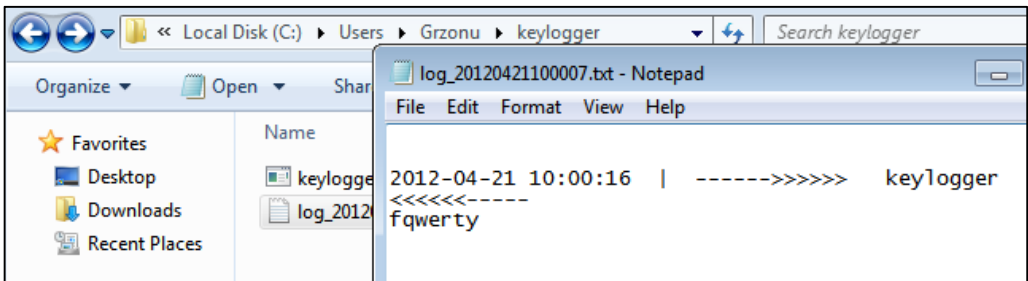 « Local Disk (C:) ▸ Users ▸ Grzonu ▸ keylogger
Search keylogger
Organize ▾ Open ▾ Shar
Favorites
Desktop
Downloads
Recent Places
Name
keylogge
log_2012
log_20120421100007.txt - Notepad
File Edit Format View Help
2012-04-21 10:00:16 | ------>>>>>> keylogger
<<<<<<-----
fqwerty